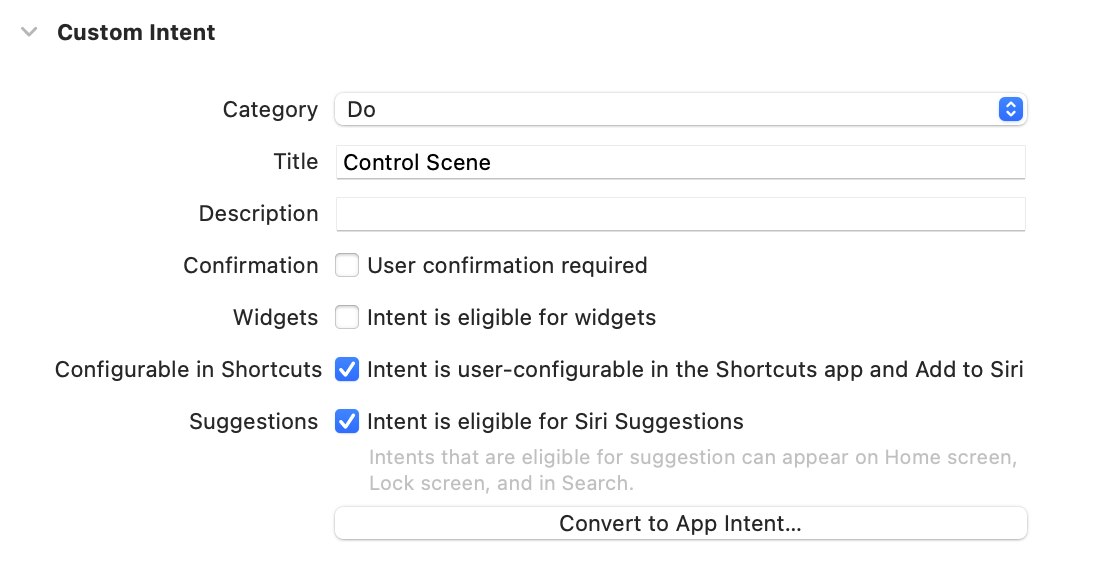 Custom Intent
Category Do
Title Control Scene
Description
Confirmation User confirmation required
Widgets Intent is eligible for widgets
Configurable in Shortcuts Intent is user-configurable in the Shortcuts app and Add to Siri
Suggestions Intent is eligible for Siri Suggestions
Intents that are eligible for suggestion can appear on Home screen,
Lock screen, and in Search.
Convert to App Intent...